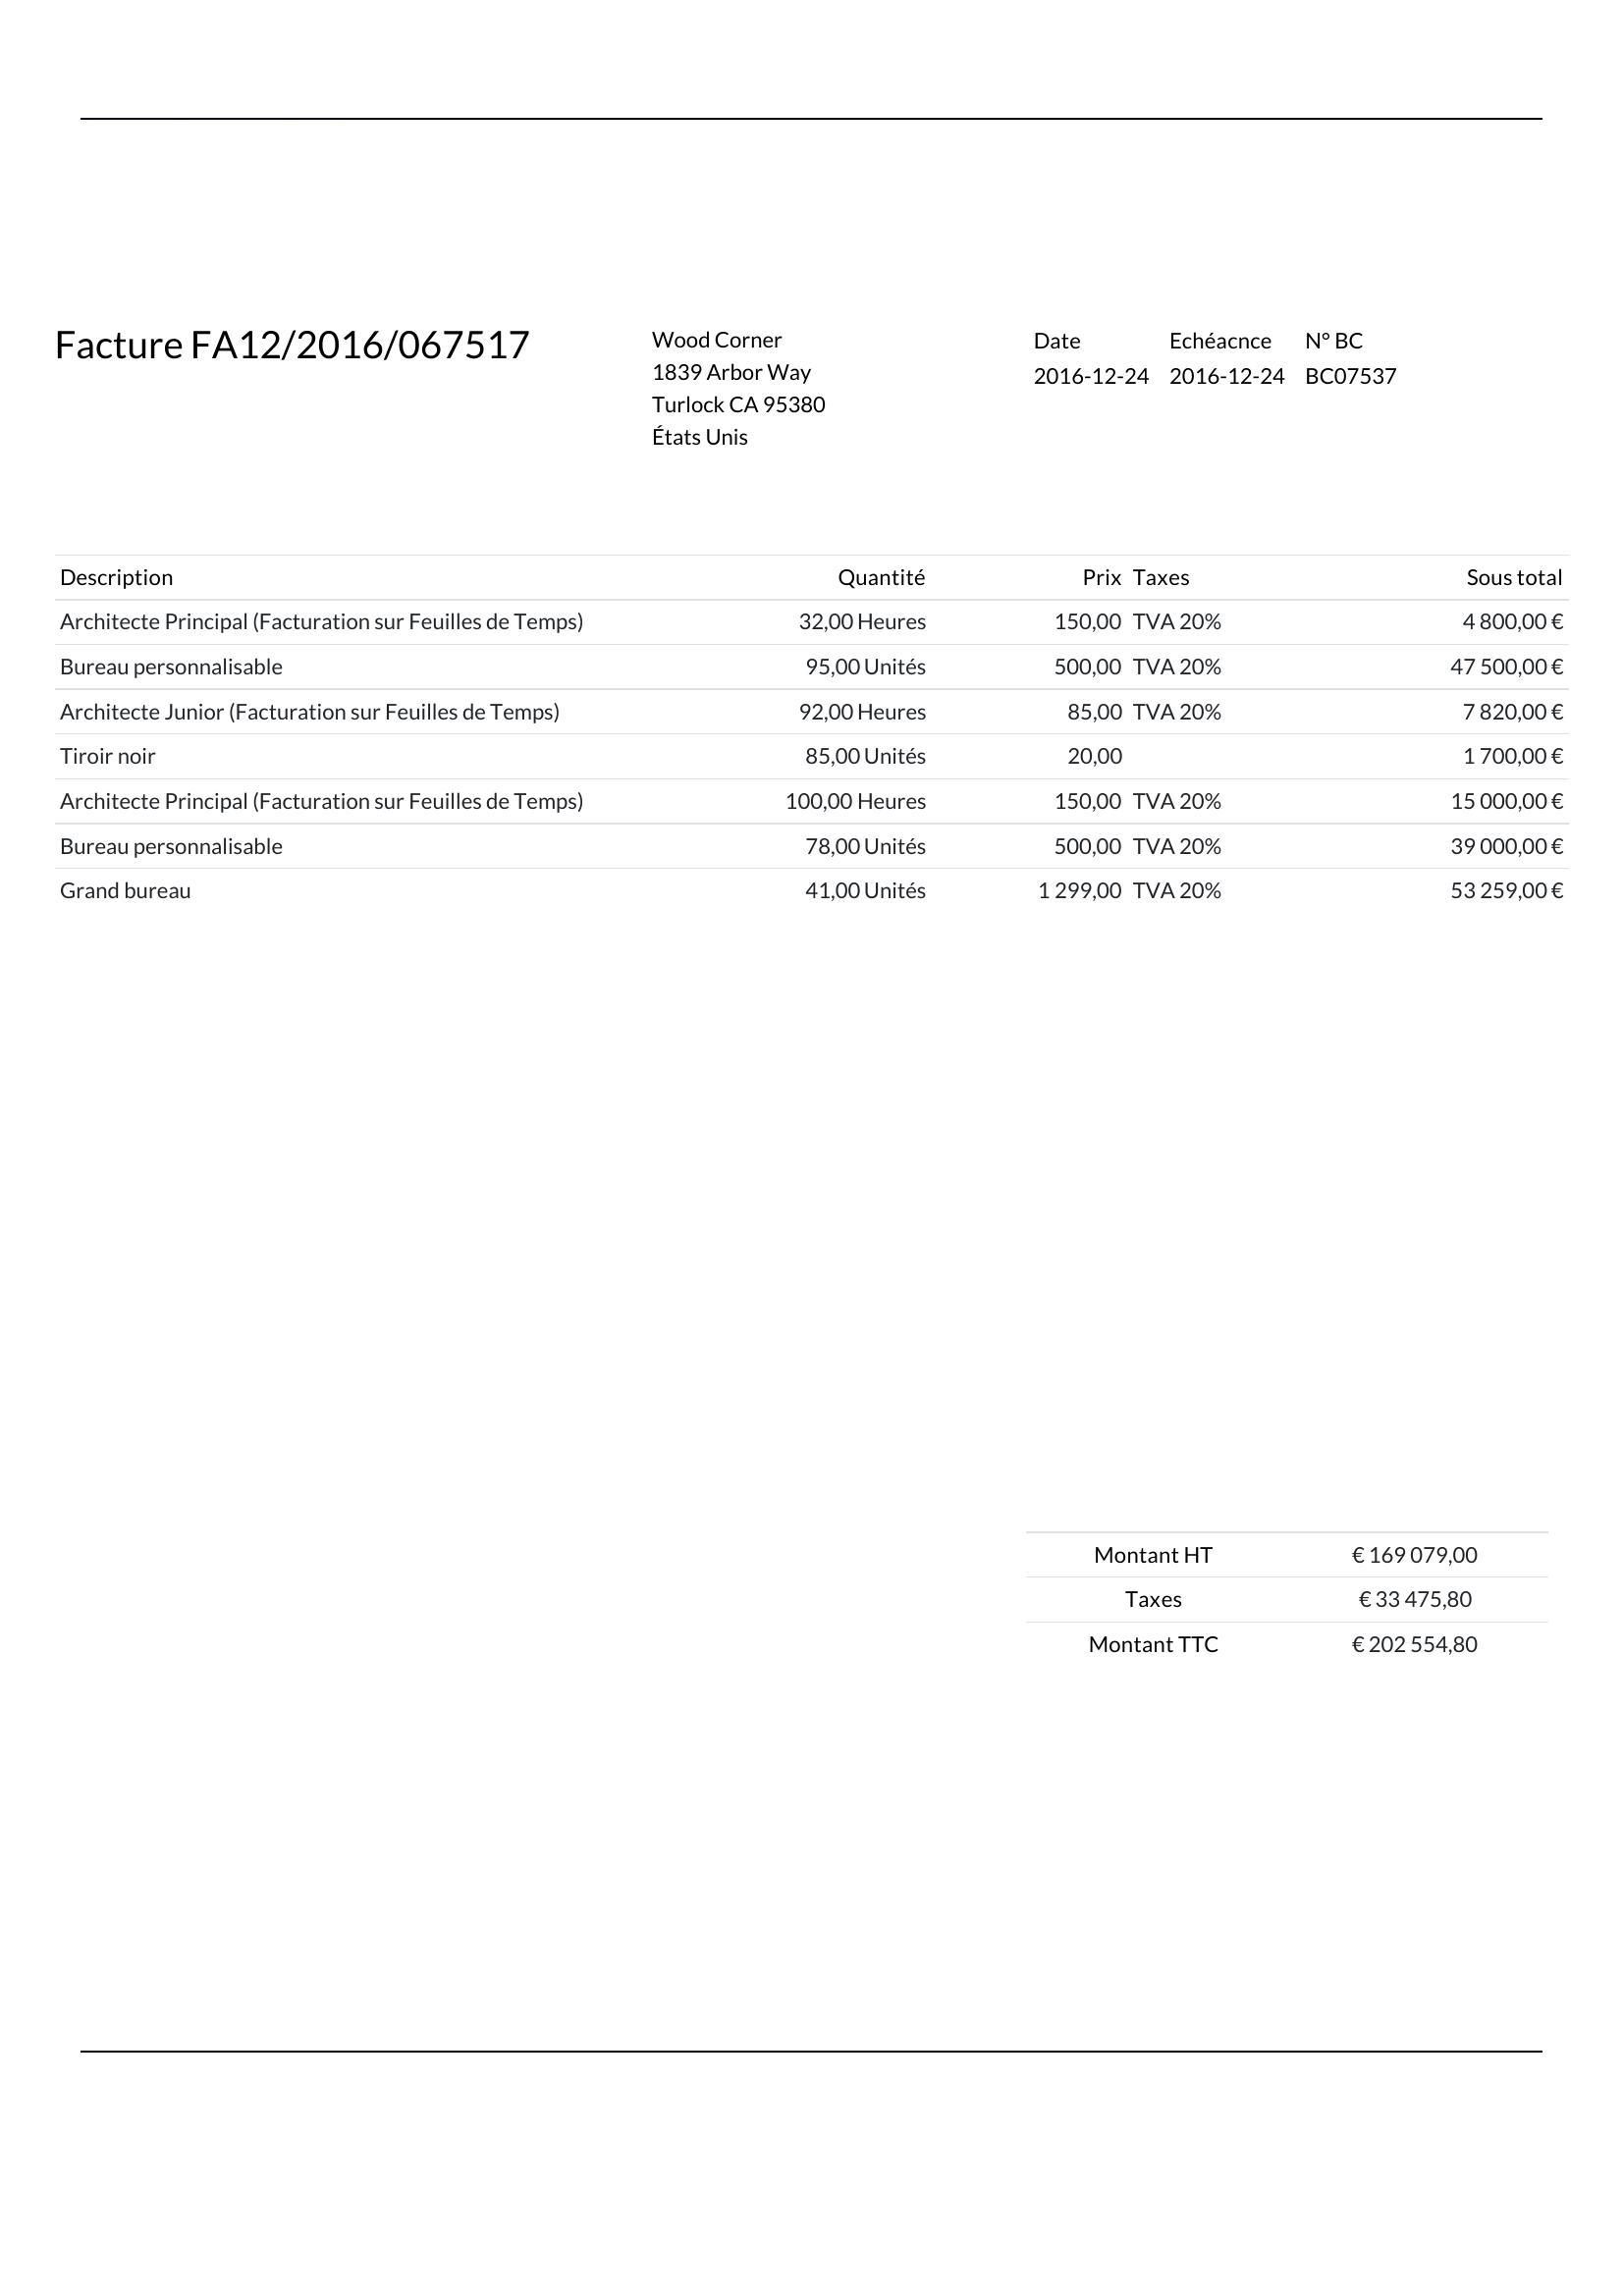 Facture FA12/2016/067517
Wood Corner
1839 Arbor Way
Turlock CA 95380
États Unis
Date Echéacnce N° BC
2016-12-24 2016-12-24 BC07537
Description Quantité Prix Taxes Sous total
Architecte Principal (Facturation sur Feuilles de Temps) 32,00 Heures 150,00 TVA 20% 4 800,00 €
Bureau personnalisable 95,00 Unités 500,00 TVA 20% 47 500,00 €
Architecte Junior (Facturation sur Feuilles de Temps) 92,00 Heures 85,00 TVA 20% 7 820,00 €
Tiroir noir 85,00 Unités 20,00 1 700,00 €
Architecte Principal (Facturation sur Feuilles de Temps) 100,00 Heures 150,00 TVA 20% 15 000,00 €
Bureau personnalisable 78,00 Unités 500,00 TVA 20% 39 000,00 €
Grand bureau 41,00 Unités 1 299,00 TVA 20% 53 259,00 €
Montant HT € 169 079,00
Taxes € 33 475,80
Montant TTC € 202 554,80